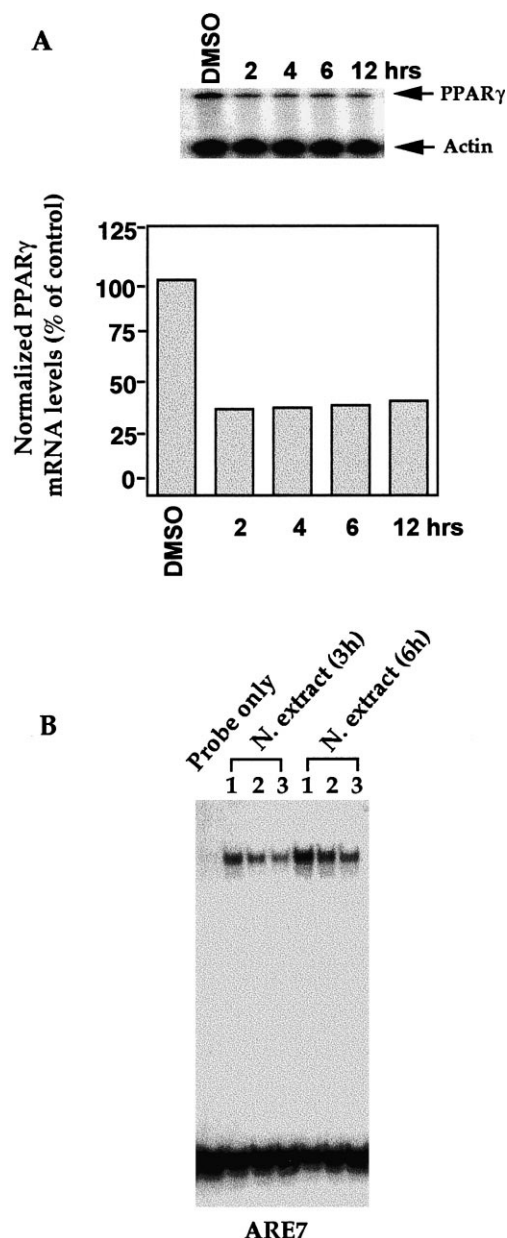 A
DMSO 2 4 6 12 hrs
PPARγ
Actin
Normalized PPARγ
mRNA levels (% of control)
125
100
75
50
25
0
DMSO 2 4 6 12 hrs
B
Probe only N. extract (3h) N. extract (6h)
1 2 3 1 2 3
ARE7